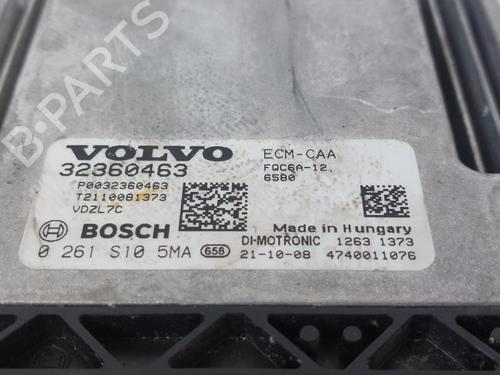 B-PARTS
VOLVO
32360463
P0032360463
T2110081373
VDZL7C
ECM-CAA
FQC6A-12,
65B0
BOSCH
0 261 S10 5MA 658
Made in Hungary
DI-MOTRONIC 1263 1373
21-10-08 4740011076